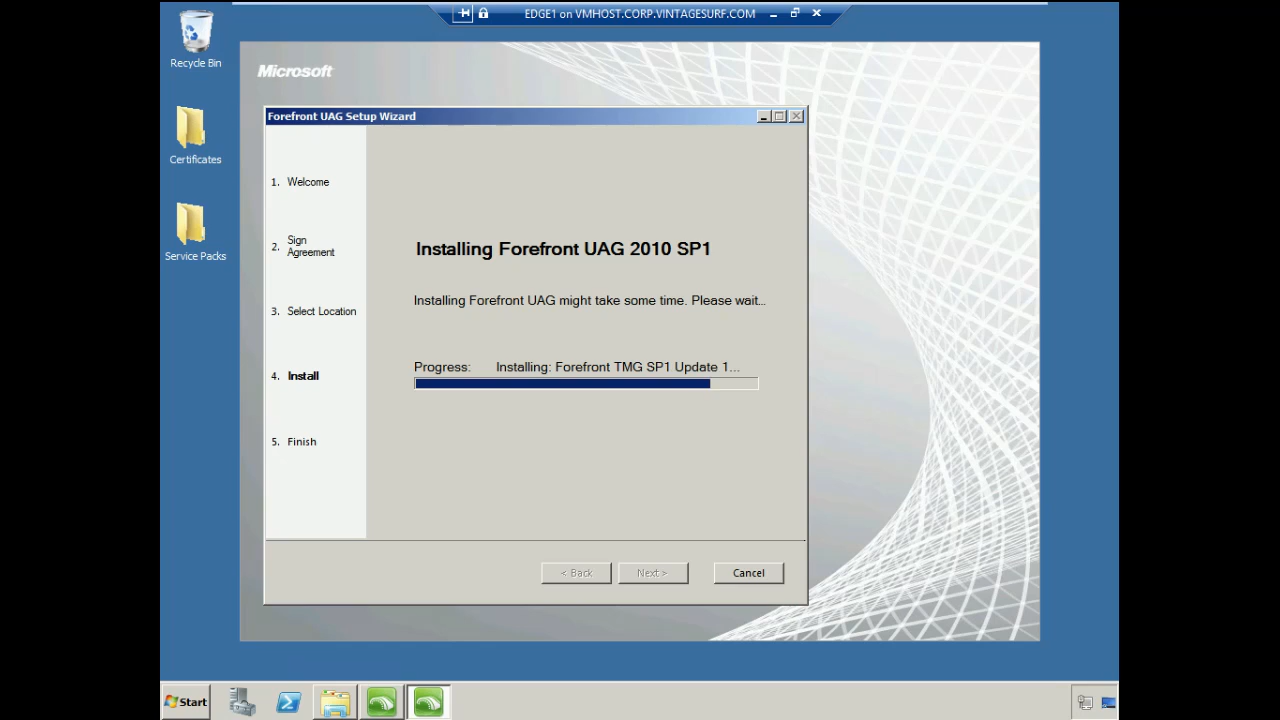 EDGE1 on VMHOST.CORP.VINTAGESURF.COM
Recycle Bin
Certificates
Service Packs
Microsoft
Forefront UAG Setup Wizard
1. Welcome
2. Sign
Agreement
3. Select Location
4. Install
5. Finish
Installing Forefront UAG 2010 SP1
Installing Forefront UAG might take some time. Please wait...
Progress: Installing: Forefront TMG SP1 Update 1...
< Back Next > Cancel
Start